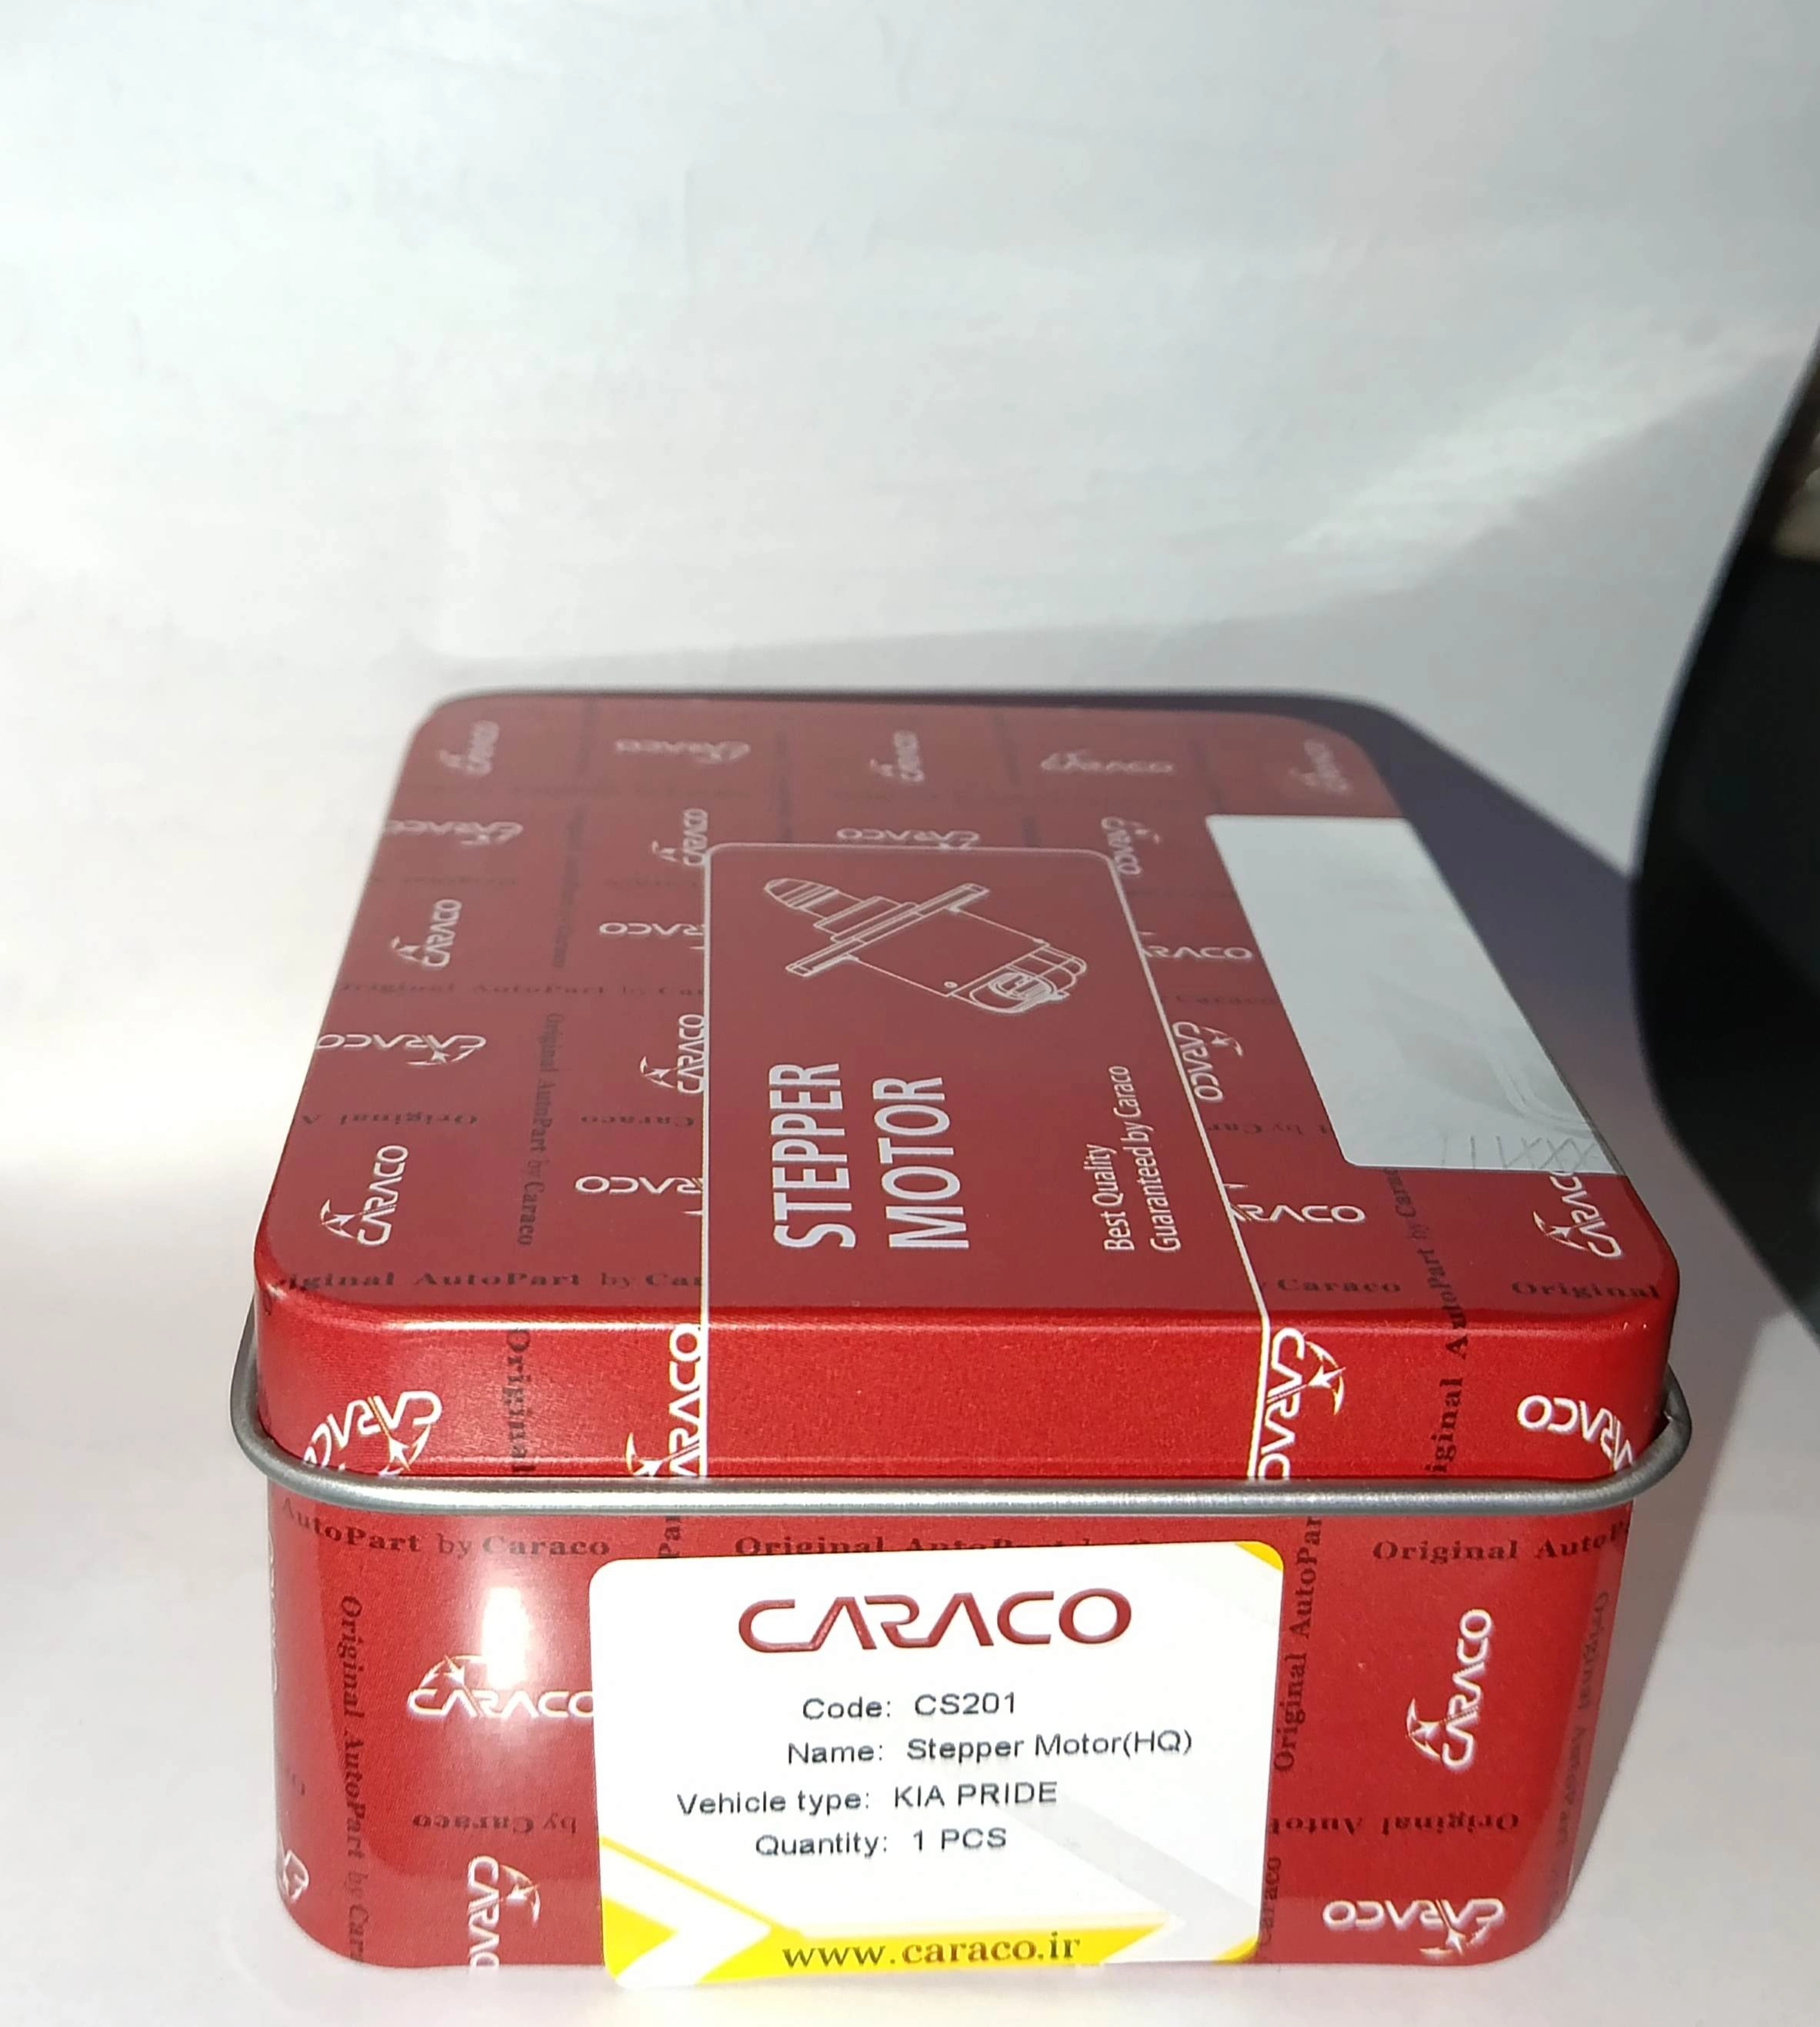 STEPPER
MOTOR
Best Quality
Guaranteed by Caraco
CARACO
Original AutoPart by Caraco
CARACO
Code: CS201
Name: Stepper Motor(HQ)
Vehicle type: KIA PRIDE
Quantity: 1 PCS
www.caraco.ir